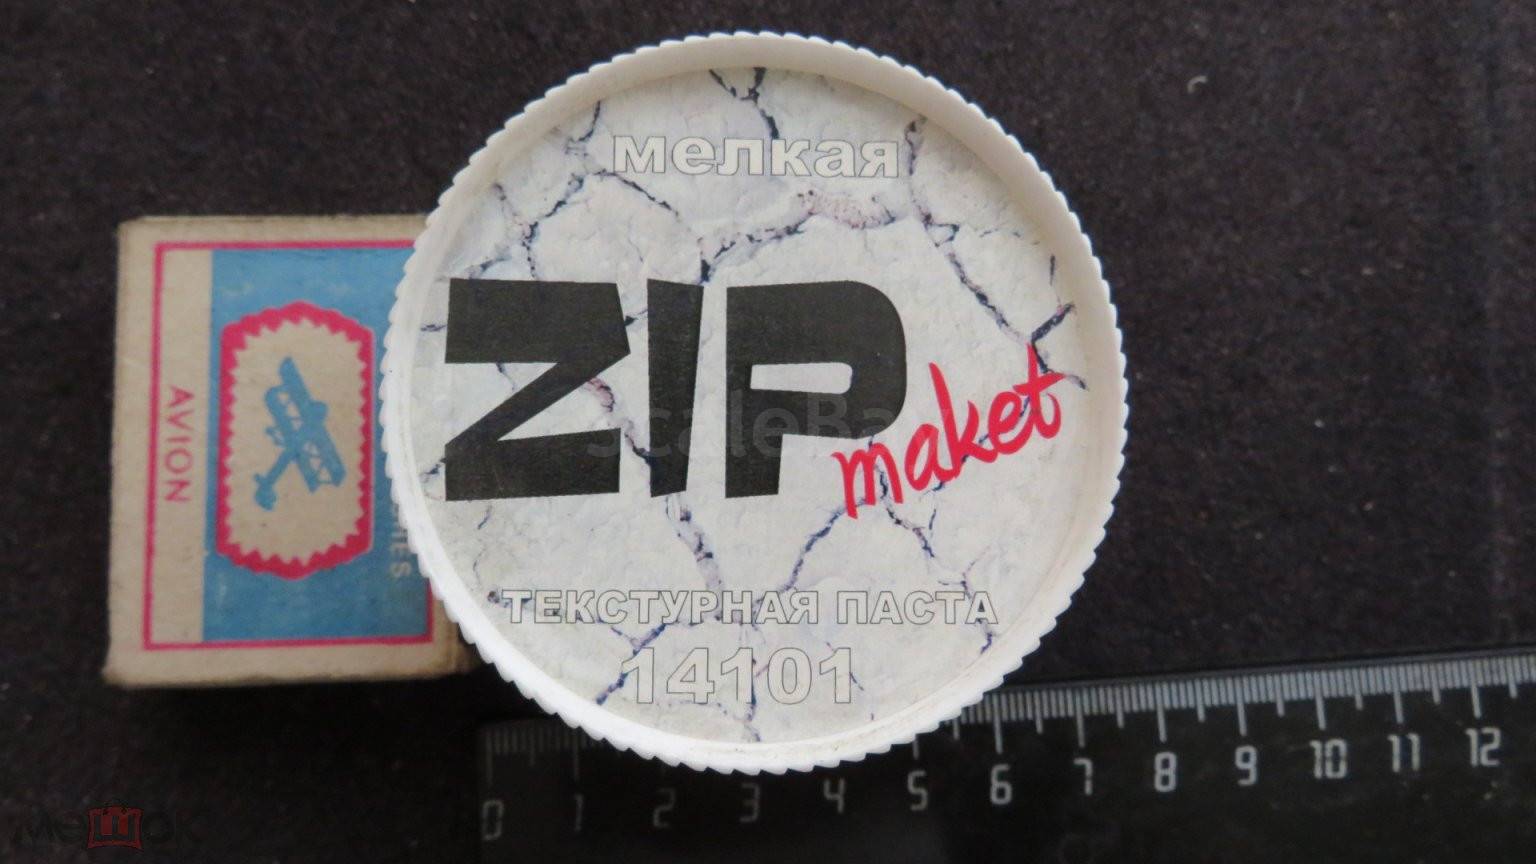 мелкая
ZIP
maket
ТЕКСТУРНАЯ ПАСТА
14101
AVION
0 1 2 3 4 5 6 7 8 9 10 11 12
мешок